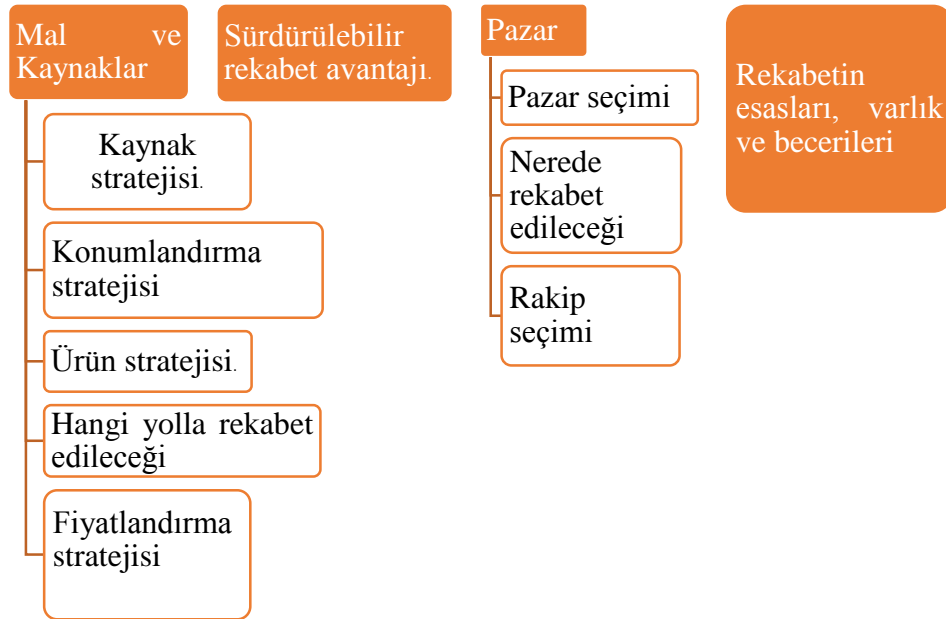 Mal ve
Kaynaklar
Kaynak
stratejisi.
Konumlandırma
stratejisi
Ürün stratejisi.
Hangi yolla rekabet
edileceği
Fiyatlandırma
stratejisi
Sürdürülebilir
rekabet avantajı.
Pazar
Pazar seçimi
Nerede
rekabet
edileceği
Rakip
seçimi
Rekabetin
esasları, varlık
ve becerileri